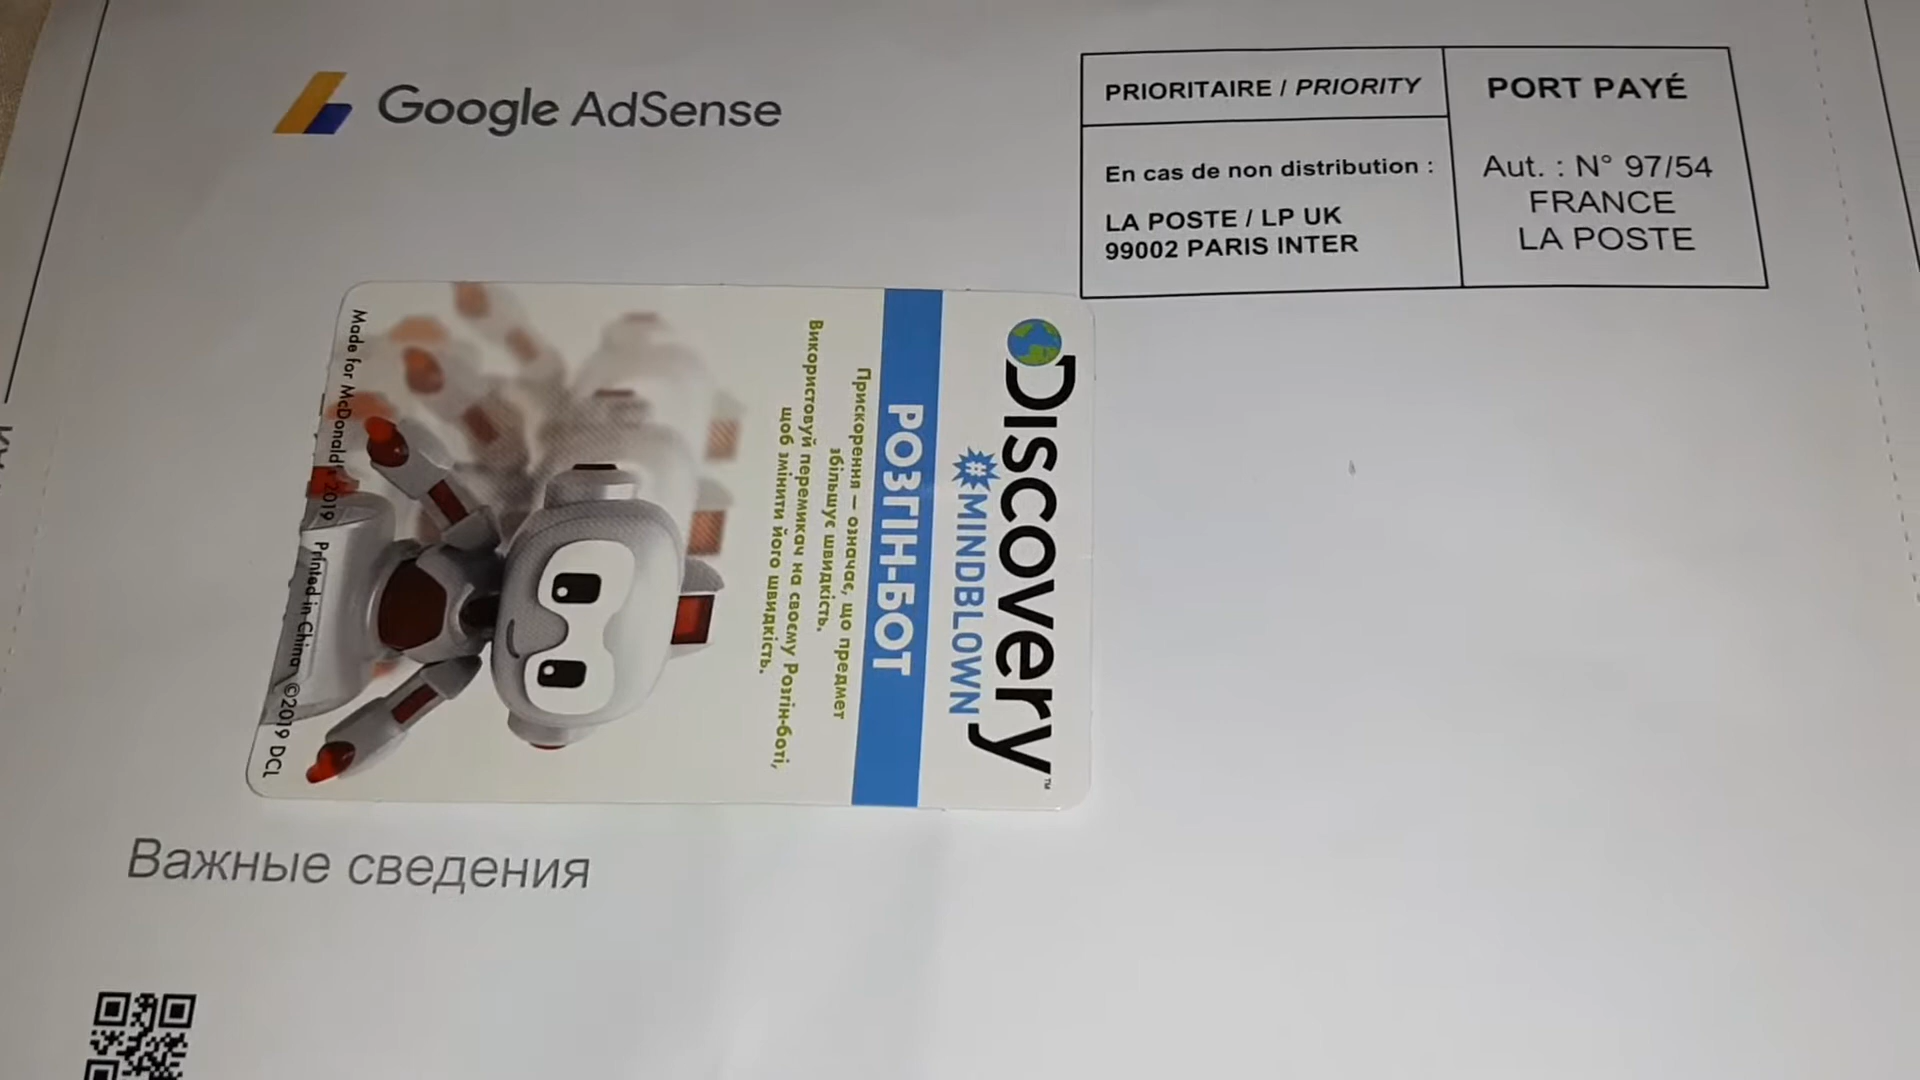 Google AdSense
PRIORITAIRE / PRIORITY
En cas de non distribution :
LA POSTE / LP UK
99002 PARIS INTER
PORT PAYÉ
Aut. : N° 97/54
FRANCE
LA POSTE
Discovery™
#MINDBLOWN
РОЗГІН-БОТ
Прискорення – означає, що предмет
збільшує швидкість.
Використовуй перемикач на своєму Розгін-боті,
щоб змінити його швидкість.
Made for McDonald's 2019 Printed in China ©2019 DCL
Важные сведения